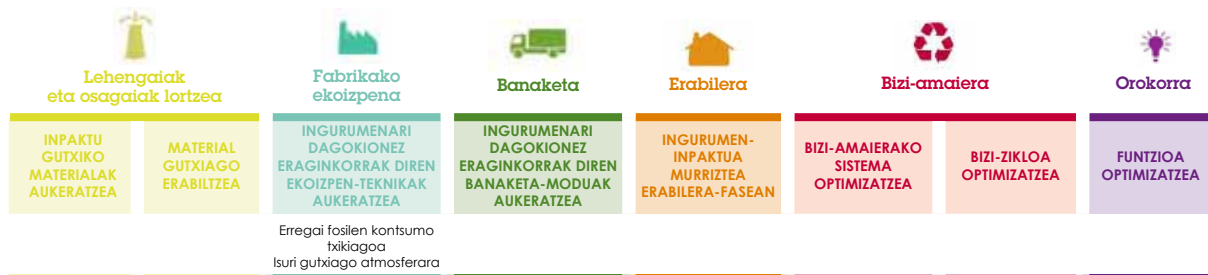 Lehengaiak
eta osagaiak lortzea
Fabrikako
ekoizpena
Banaketa
Erabilera
Bizi-amaiera
Orokorra
INPAKTU
GUTXIKO
MATERIALAK
AUKERATZEA
MATERIAL
GUTXIAGO
ERABILTZEA
INGURUMENARI
DAGOKIONEZ
ERAGINKORRAK DIREN
EKOIZPEN-TEKNIKAK
AUKERATZEA
INGURUMENARI
DAGOKIONEZ
ERAGINKORRAK DIREN
BANAKETA-MODUAK
AUKERATZEA
INGURUMEN-
INPAKTUA
MURRIZTEA
ERABILERA-FASEAN
BIZI-AMAIERAKO
SISTEMA
OPTIMIZATZEA
BIZI-ZIKLOA
OPTIMIZATZEA
FUNTZIOA
OPTIMIZATZEA
Erregai fosilen kontsumo
txikiagoa
Isuri gutxiago atmosferara